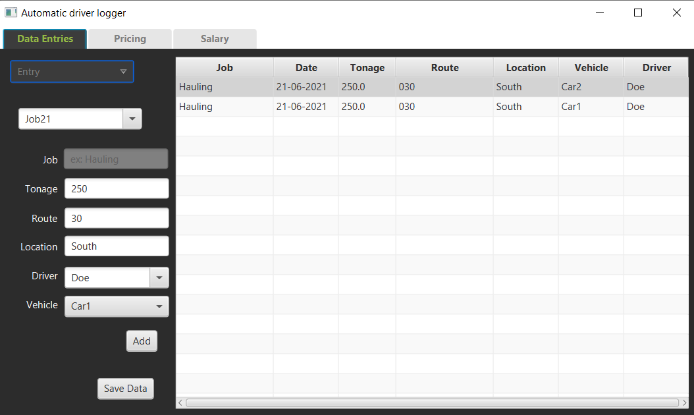 Automatic driver logger
Data Entries Pricing Salary
Entry
Job21
Job ex: Hauling
Tonage 250
Route 30
Location South
Driver Doe
Vehicle Car1
Add
Save Data
Job Date Tonage Route Location Vehicle Driver
Hauling 21-06-2021 250.0 030 South Car2 Doe
Hauling 21-06-2021 250.0 030 South Car1 Doe